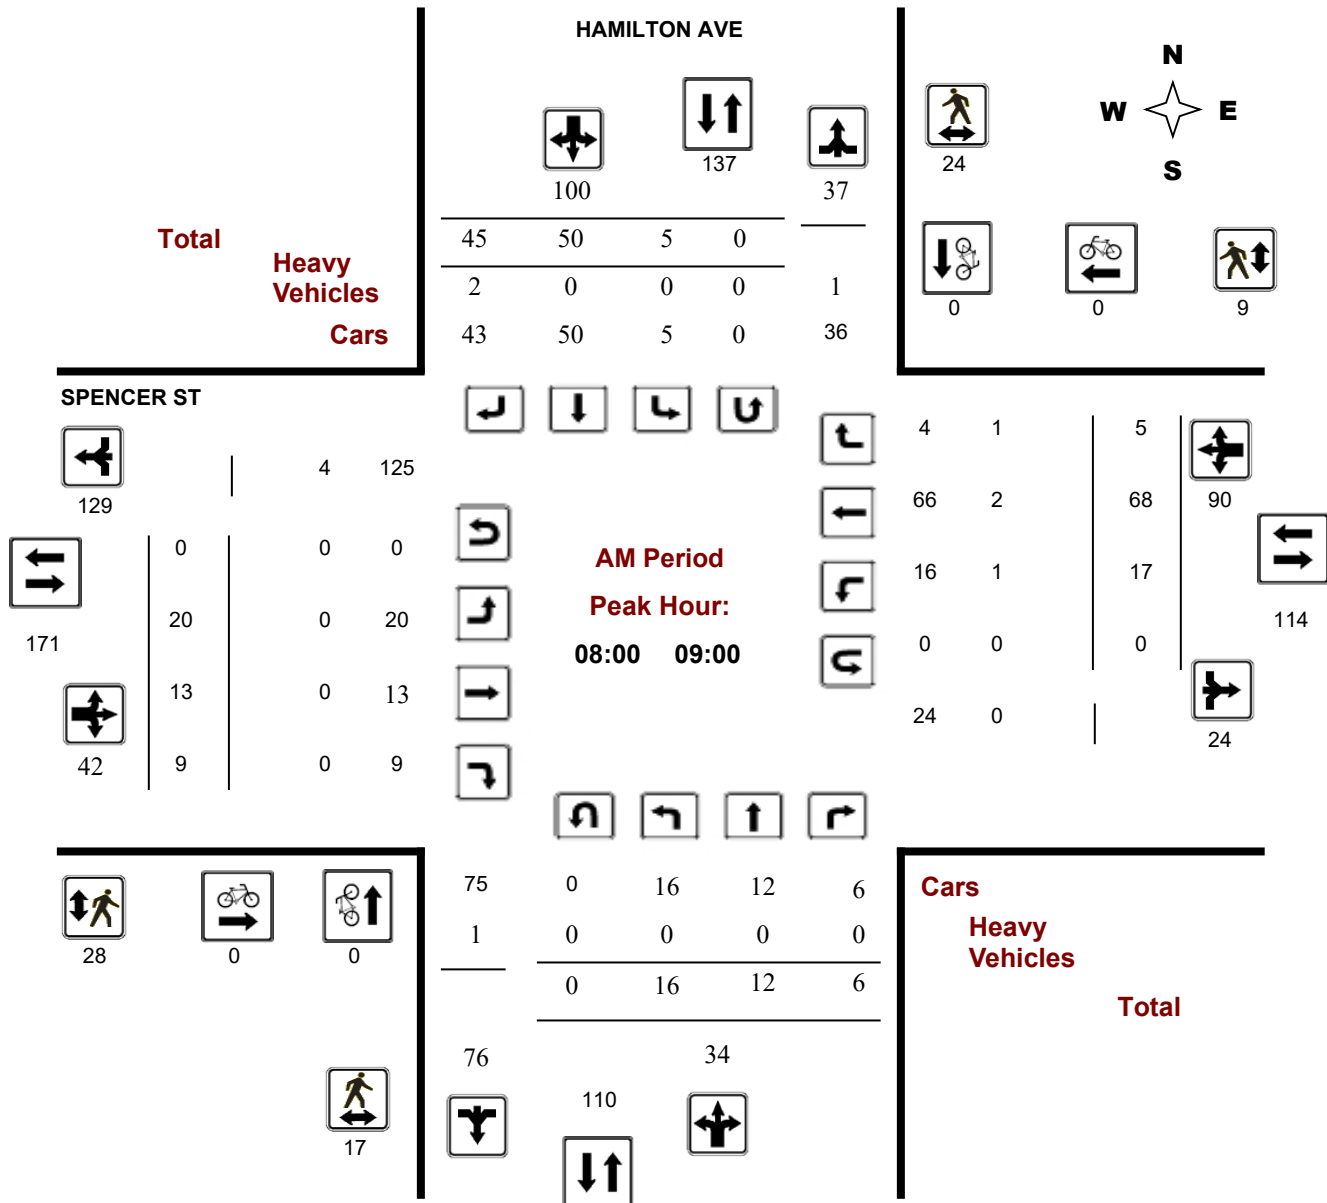 HAMILTON AVE
N
W E
S
100
137
37
24
Total
45 50 5 0
Heavy
Vehicles
2 0 0 0 1
0 0 9
Cars
43 50 5 0 36
SPENCER ST
4 1 5
4 125
129
66 2 68 90
0 0 0
AM Period
16 1 17
171
20 0 20
Peak Hour:
114
08:00 09:00
0 0 0
13 0 13
24 0
24
42 9 0 9
75 0 16 12 6
Cars
1 0 0 0 0
Heavy
Vehicles
28 0 0
0 16 12 6
Total
76 34
110
17